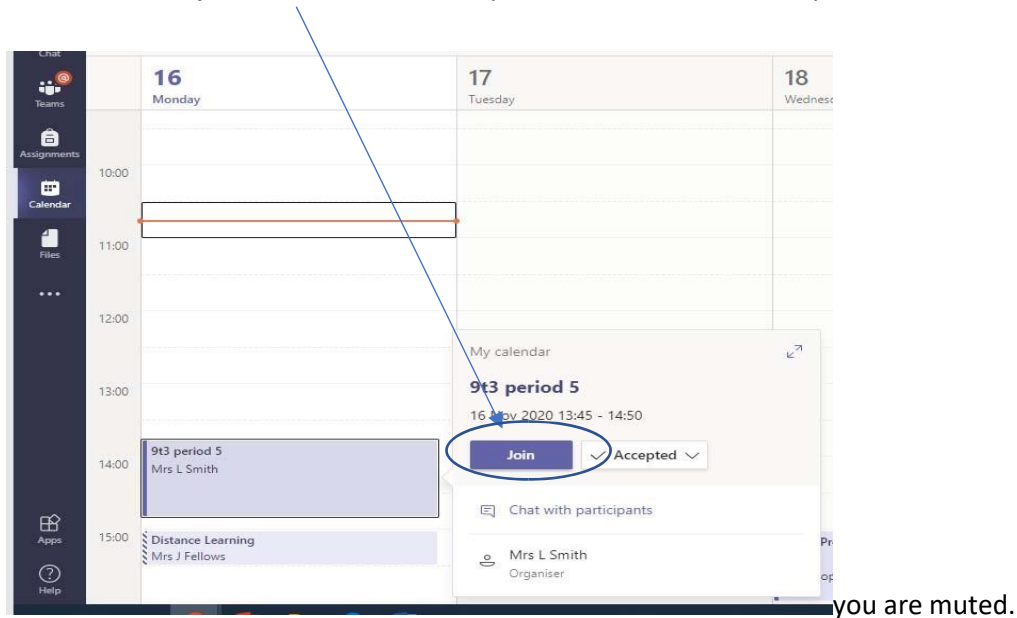 Chat
Teams
Assignments
Calendar
Files
Apps
Help
16
Monday
17
Tuesday
18
10:00
11:00
12:00
13:00
14:00
15:00
9t3 period 5
Mrs L Smith
Distance Learning
Mrs J Fellows
My calendar
9t3 period 5
16 Nov 2020 13:45 - 14:50
Join
Accepted
Chat with participants
Mrs L Smith
Organiser
you are muted.